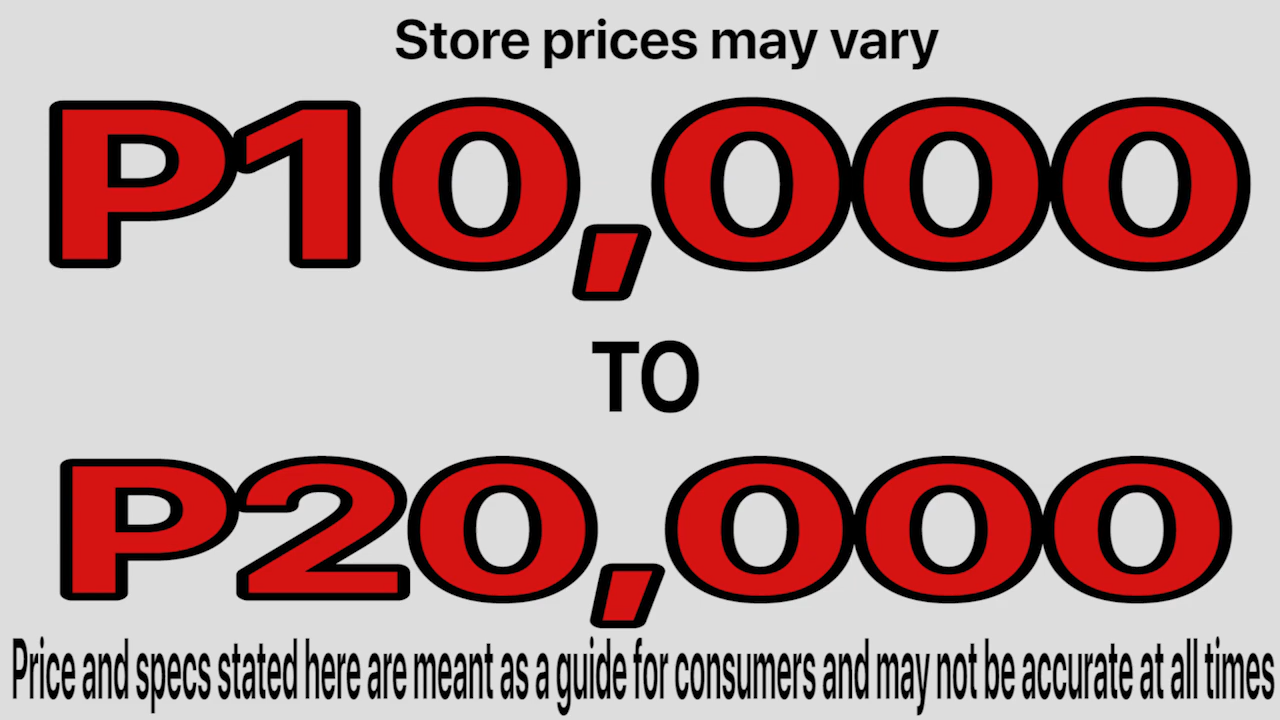 Store prices may vary
P10,000
TO
P20,000
Price and specs stated here are meant as a guide for consumers and may not be accurate at all times